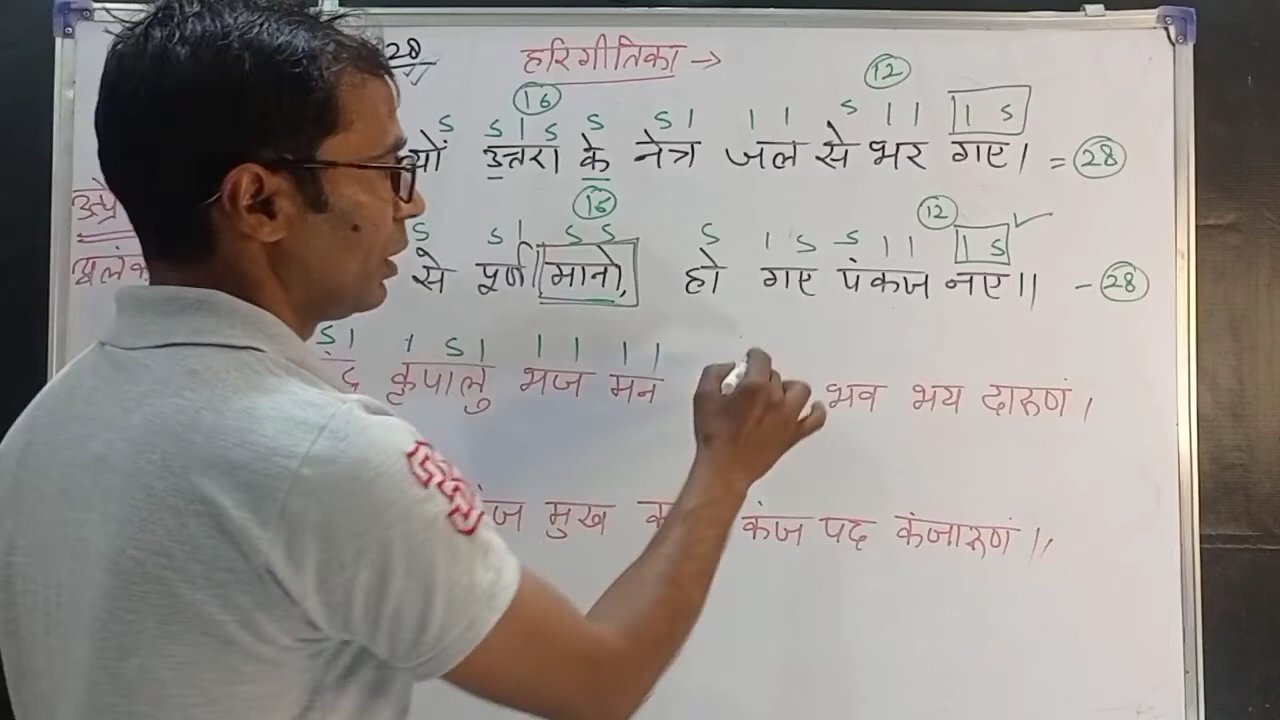 28 हरिगीतिका →
16 12
S S I S S S I I I S I I I S
उत्तरा के नेत्र जल से भर गए। = 28
16 12
S S I S S S I S S I I I S
से पूर्ण मानो, हो गए पंकज नए॥ - 28
S I I S I I I I I
कृपालु भज मन भव भय दारुणं।
मुख कंज पद कंजारुणं॥